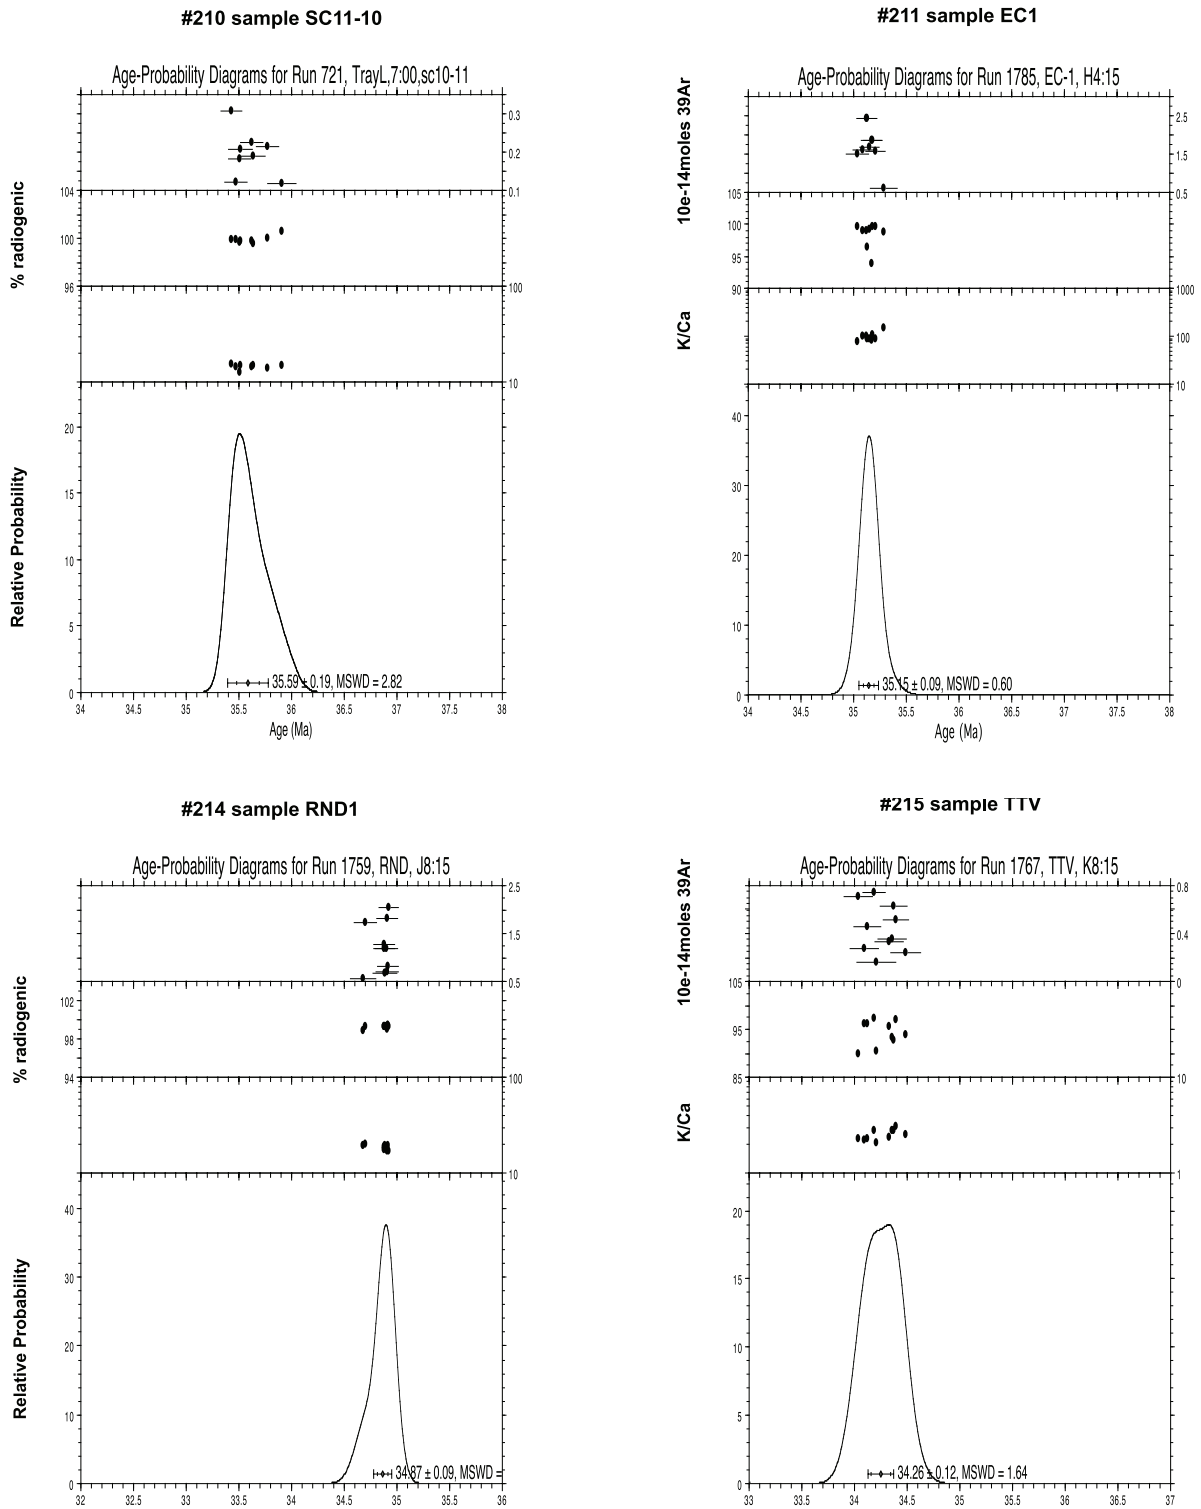 #210 sample SC11-10
Age-Probability Diagrams for Run 721, TrayL,7:00,sc10-11
0.3
0.2
0.1
104
100
96
100
10
20
15
10
5
0
% radiogenic
Relative Probability
35.59 ± 0.19, MSWD = 2.82
34 34.5 35 35.5 36 36.5 37 37.5 38
Age (Ma)
#211 sample EC1
Age-Probability Diagrams for Run 1785, EC-1, H4:15
10e-14moles 39Ar
2.5
1.5
0.5
105
100
95
90
1000
K/Ca
100
10
40
30
20
10
0
35.15 ± 0.09, MSWD = 0.60
34 34.5 35 35.5 36 36.5 37 37.5 38
Age (Ma)
#214 sample RND1
Age-Probability Diagrams for Run 1759, RND, J8:15
2.5
1.5
0.5
102
98
94
100
10
% radiogenic
40
30
20
10
0
Relative Probability
34.87 ± 0.09, MSWD =
32 32.5 33 33.5 34 34.5 35 35.5 36
#215 sample TTV
Age-Probability Diagrams for Run 1767, TTV, K8:15
10e-14moles 39Ar
0.8
0.4
0
105
95
85
10
K/Ca
1
20
15
10
5
0
34.26 ± 0.12, MSWD = 1.64
33 33.5 34 34.5 35 35.5 36 36.5 37